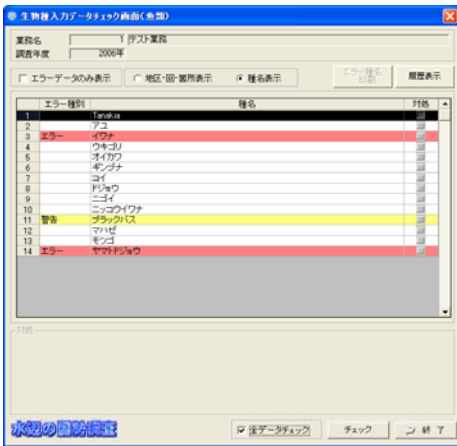 生物種入力データチェック画面(魚類)
業務名 1 テスト業務
調査年度 2006年
エラーデータのみ表示 地区・回・箇所表示 種名表示 エラー種名印刷 履歴表示
エラー種別 種名 対処
1 Tanakia
2 アユ
3 エラー イワナ
4 ウキゴリ
5 オイカワ
6 ギンブナ
7 コイ
8 ドジョウ
9 ニゴイ
10 ニッコウイワナ
11 警告 ブラックバス
12 マハゼ
13 モツゴ
14 エラー ヤマトドジョウ
対処
水辺の国勢調査 全データチェック チェック 終 了